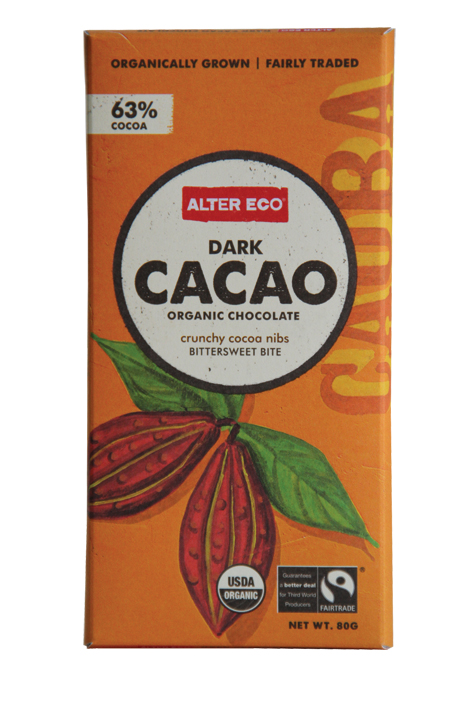 ORGANICALLY GROWN | FAIRLY TRADED
63%
COCOA
ALTER ECO®
DARK
CACAO
ORGANIC CHOCOLATE
crunchy cocoa nibs
BITTERSWEET BITE
USDA
ORGANIC
Guarantees
a better deal
for Third World
Producers
FAIRTRADE
®
NET WT. 80G